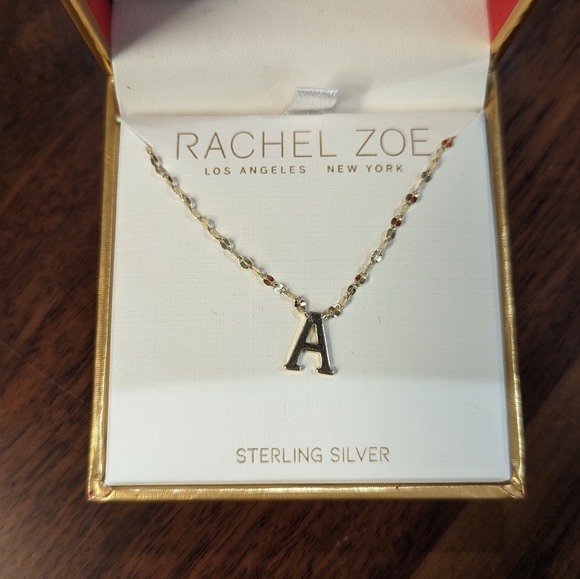 RACHEL ZOE
LOS ANGELES NEW YORK
A
STERLING SILVER